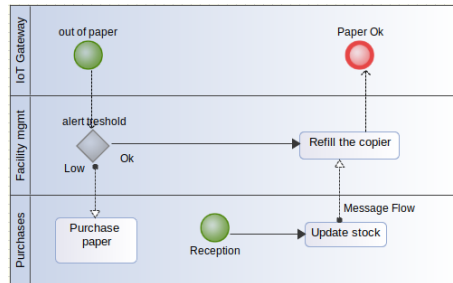 IoT Gateway
out of paper
Paper Ok
Facility mgmt
alert treshold
Low
Ok
Refill the copier
Purchases
Purchase
paper
Reception
Message Flow
Update stock